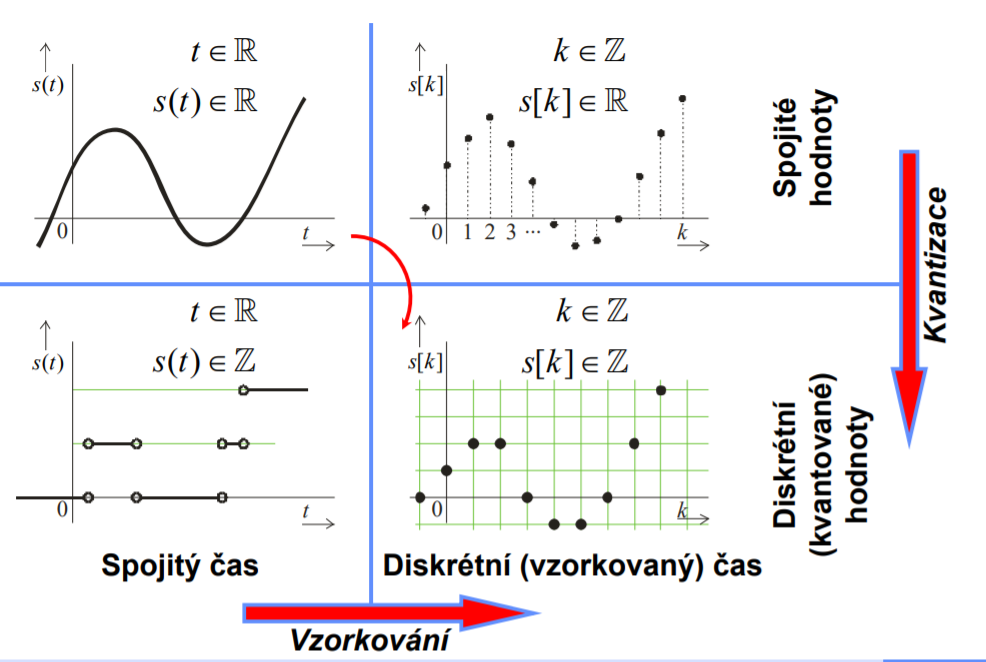 t ∈ ℝ
s(t) ∈ ℝ
s(t)
0
t
k ∈ ℤ
s[k] ∈ ℝ
s[k]
0 1 2 3 ...
k
Spojité
hodnoty
Kvantizace
t ∈ ℝ
s(t) ∈ ℤ
s(t)
0
t
k ∈ ℤ
s[k] ∈ ℤ
s[k]
0
k
Diskrétní
(kvantované)
hodnoty
Spojitý čas
Diskrétní (vzorkovaný) čas
Vzorkování